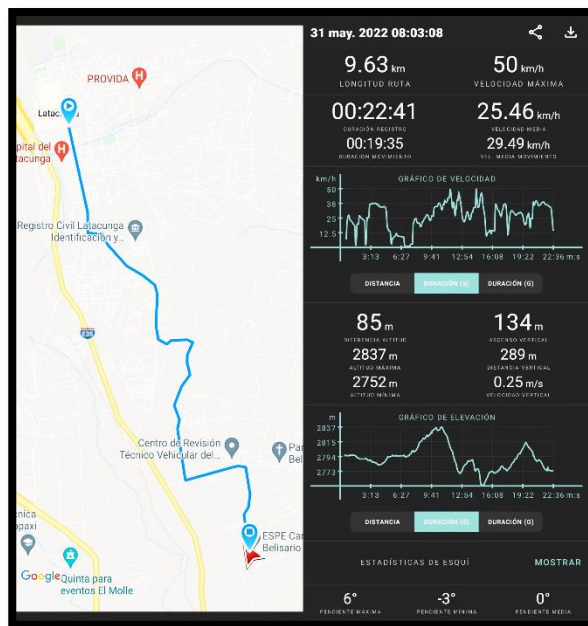 PROVIDA
Latac
pital del
tacunga
Registro Civil Latacunga
Identificación y...
E35
Centro de Revisión
Técnico Vehicular del...
Pa
Bel
ESPE Ca
Belisario
nica
opaxi
Google
Quinta para
eventos El Molle
31 may. 2022 08:03:08
9.63 km
LONGITUD RUTA
50 km/h
VELOCIDAD MÁXIMA
00:22:41
DURACIÓN REGISTRO
25.46 km/h
VELOCIDAD MEDIA
00:19:35
DURACIÓN MOVIMIENTO
29.49 km/h
VEL. MEDIA MOVIMIENTO
km/h
GRÁFICO DE VELOCIDAD
50
38
25
12.5
3:13 6:27 9:41 12:54 16:08 19:22 22:36 m:s
DISTANCIA
DURACIÓN (S)
DURACIÓN (G)
85 m
DIFERENCIA ALTITUD
134 m
ASCENSO VERTICAL
2837 m
ALTITUD MÁXIMA
289 m
DISTANCIA VERTICAL
2752 m
ALTITUD MÍNIMA
0.25 m/s
VELOCIDAD VERTICAL
m
GRÁFICO DE ELEVACIÓN
2837
2815
2794
2773
3:13 6:27 9:41 12:54 16:08 19:22 22:36 m:s
DISTANCIA
DURACIÓN (S)
DURACIÓN (G)
ESTADÍSTICAS DE ESQUÍ
MOSTRAR
6°
PENDIENTE MÁXIMA
-3°
PENDIENTE MÍNIMA
0°
PENDIENTE MEDIA